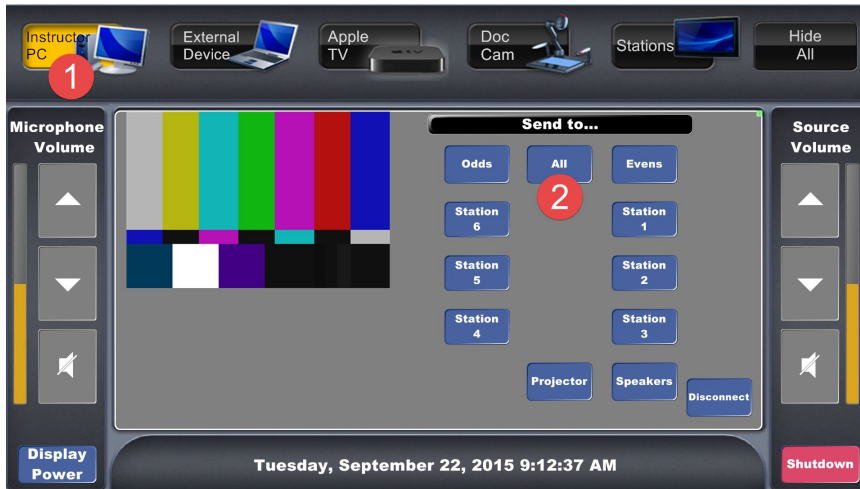 Instructor
PC
1
External
Device
Apple
TV
tv
Doc
Cam
Stations
Hide
All
Microphone
Volume
Send to...
Source
Volume
Odds
All
Evens
2
Station
6
Station
1
Station
5
Station
2
Station
4
Station
3
Projector
Speakers
Disconnect
Display
Power
Tuesday, September 22, 2015 9:12:37 AM
Shutdown